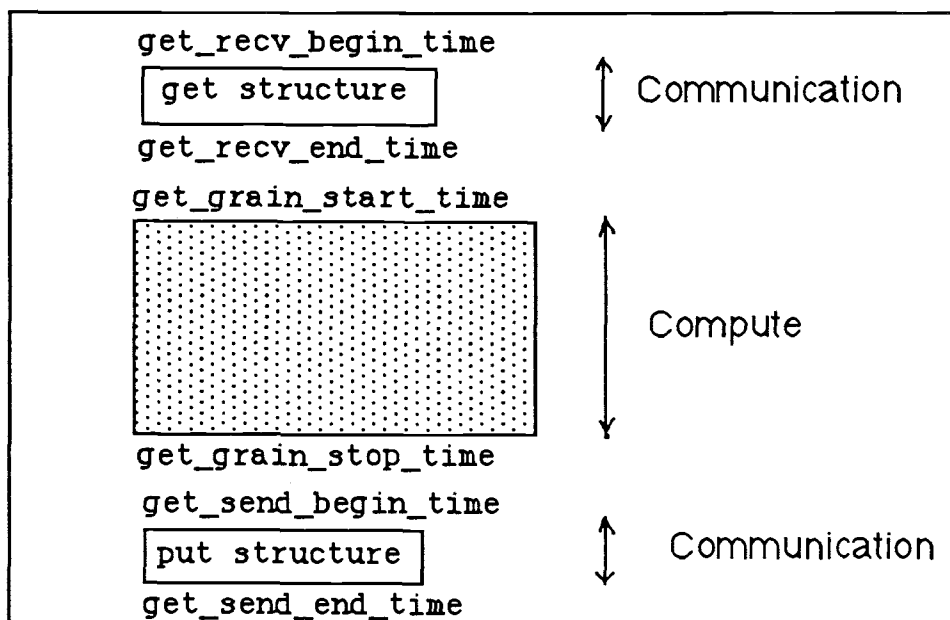 get_recv_begin_time
get structure
Communication
get_recv_end_time
get_grain_start_time
Compute
get_grain_stop_time
get_send_begin_time
put structure
Communication
get_send_end_time